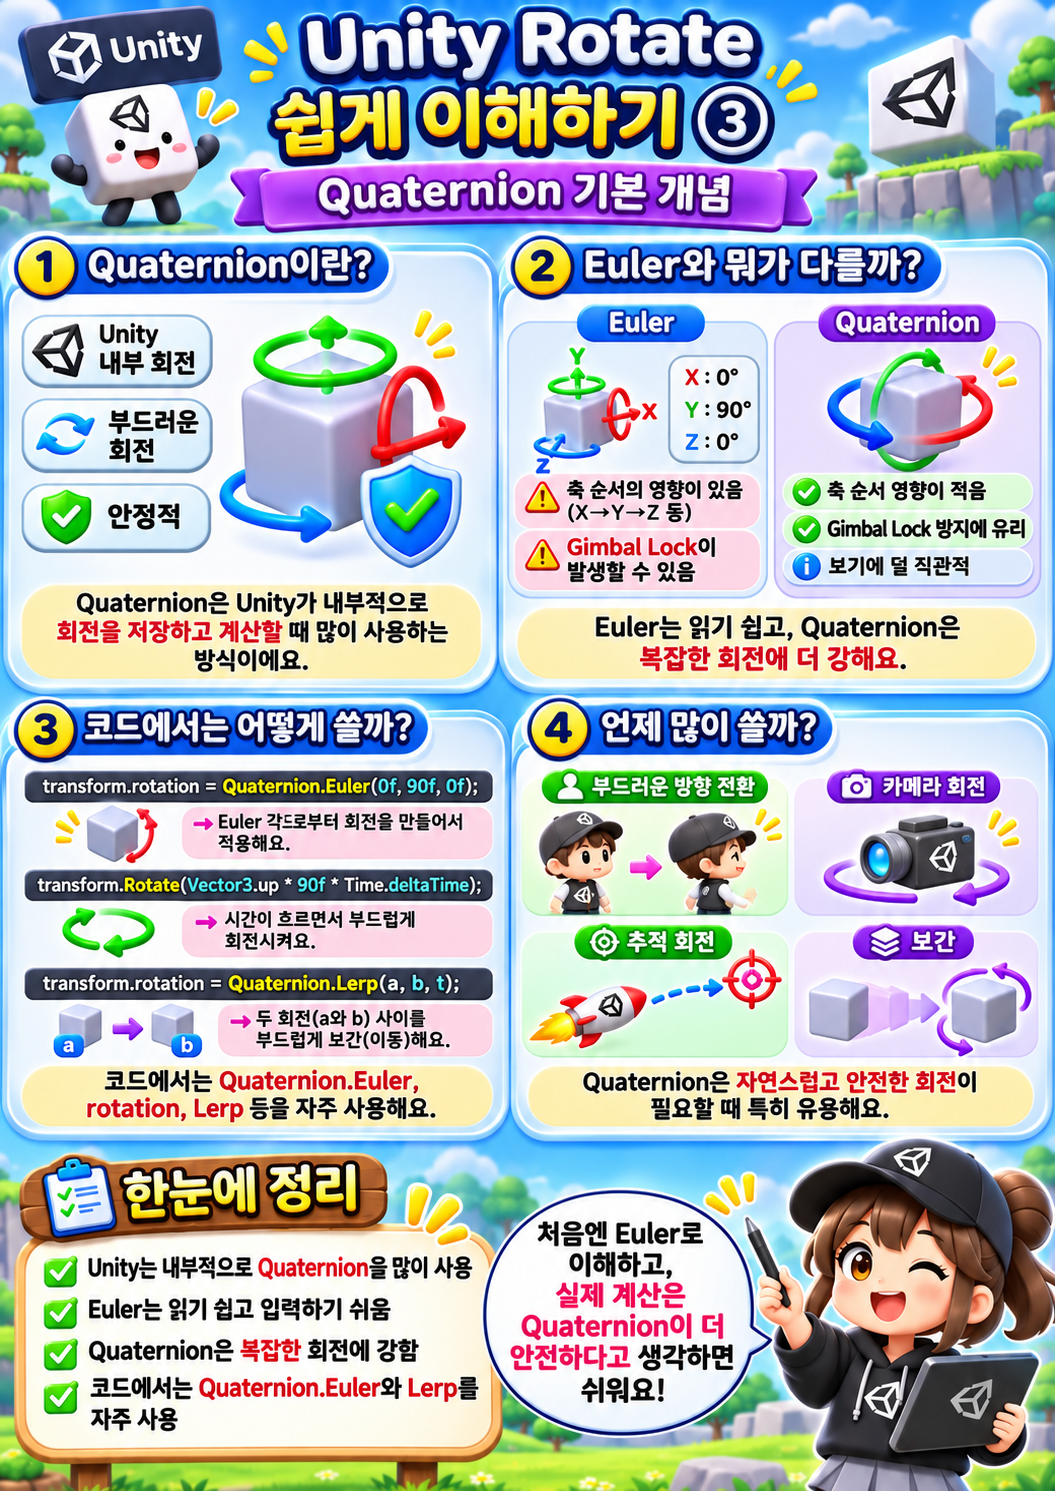 Unity
Unity Rotate
쉽게 이해하기 ③
Quaternion 기본 개념
1 Quaternion이란?
Unity
내부 회전
부드러운
회전
안정적
Quaternion은 Unity가 내부적으로
회전을 저장하고 계산할 때 많이 사용하는
방식이에요.
2 Euler와 뭐가 다를까?
Euler
Y
X
Z
X : 0°
Y : 90°
Z : 0°
축 순서의 영향이 있음
(X→Y→Z 등)
Gimbal Lock이
발생할 수 있음
Quaternion
축 순서 영향이 적음
Gimbal Lock 방지에 유리
보기에 덜 직관적
Euler는 읽기 쉽고, Quaternion은
복잡한 회전에 더 강해요.
3 코드에서는 어떻게 쓸까?
transform.rotation = Quaternion.Euler(0f, 90f, 0f);
→ Euler 각도로부터 회전을 만들어서
적용해요.
transform.Rotate(Vector3.up * 90f * Time.deltaTime);
→ 시간이 흐르면서 부드럽게
회전시켜요.
transform.rotation = Quaternion.Lerp(a, b, t);
a
b
→ 두 회전(a와 b) 사이를
부드럽게 보간(이동)해요.
코드에서는 Quaternion.Euler,
rotation, Lerp 등을 자주 사용해요.
4 언제 많이 쓸까?
부드러운 방향 전환
카메라 회전
추적 회전
보간
Quaternion은 자연스럽고 안전한 회전이
필요할 때 특히 유용해요.
한눈에 정리
Unity는 내부적으로 Quaternion을 많이 사용
Euler는 읽기 쉽고 입력하기 쉬움
Quaternion은 복잡한 회전에 강함
코드에서는 Quaternion.Euler와 Lerp를
자주 사용
처음엔 Euler로
이해하고,
실제 계산은
Quaternion이 더
안전하다고 생각하면
쉬워요!